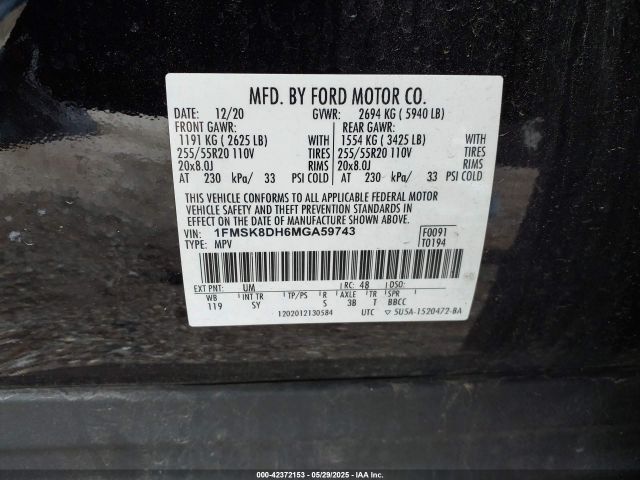 MFD. BY FORD MOTOR CO.
DATE: 12/20 GVWR: 2694 KG ( 5940 LB)
FRONT GAWR: REAR GAWR:
1191 KG ( 2625 LB) WITH 1554 KG ( 3425 LB) WITH
255/55R20 110V TIRES 255/55R20 110V TIRES
20x8.0J RIMS 20x8.0J RIMS
AT 230 kPa/ 33 PSI COLD AT 230 kPa/ 33 PSI COLD
THIS VEHICLE CONFORMS TO ALL APPLICABLE FEDERAL MOTOR
VEHICLE SAFETY AND THEFT PREVENTION STANDARDS IN
EFFECT ON THE DATE OF MANUFACTURE SHOWN ABOVE.
VIN: 1FMSK8DH6MGA59743 F0091
TYPE: MPV T0194
EXT PNT: UM RC: 48 DSO:
WB INT TR TP/PS R AXLE TR SPR
119 SY S 3B T BBCC
1202012130584 UTC ▽ 5U5A-1520472-BA
000-42372153 - 05/29/2025 - IAA Inc.